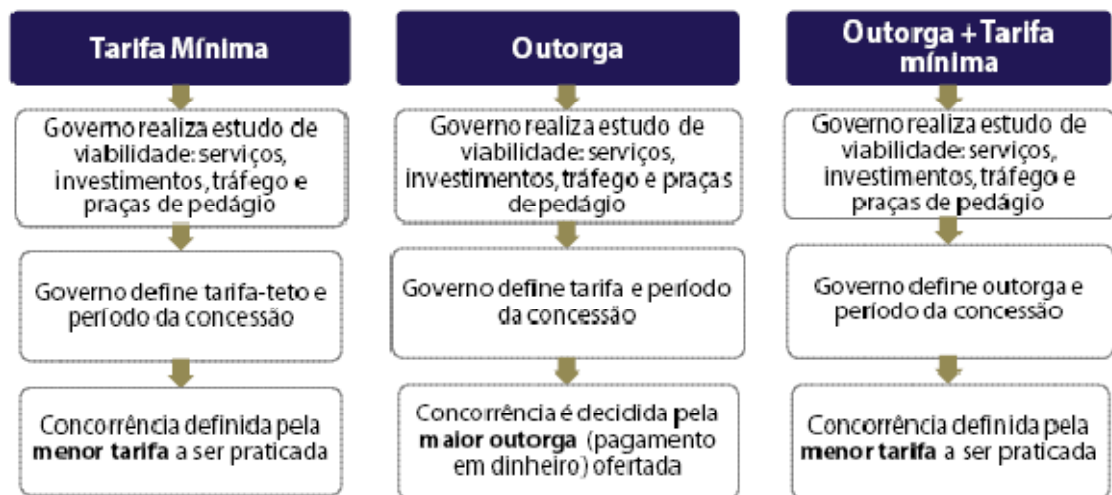 Tarifa Mínima
Governo realiza estudo de
viabilidade: serviços,
investimentos, tráfego e
praças de pedágio
Governo define tarifa-teto e
período da concessão
Concorrência definida pela
menor tarifa a ser praticada
Outorga
Governo realiza estudo de
viabilidade: serviços,
investimentos, tráfego e praças
de pedágio
Governo define tarifa e período
da concessão
Concorrência é decidida pela
maior outorga (pagamento
em dinheiro) ofertada
Outorga + Tarifa
mínima
Governo realiza estudo de
viabilidade: serviços,
investimentos, tráfego e
praças de pedágio
Governo define outorga e
período da concessão
Concorrência definida pela
menor tarifa a ser praticada